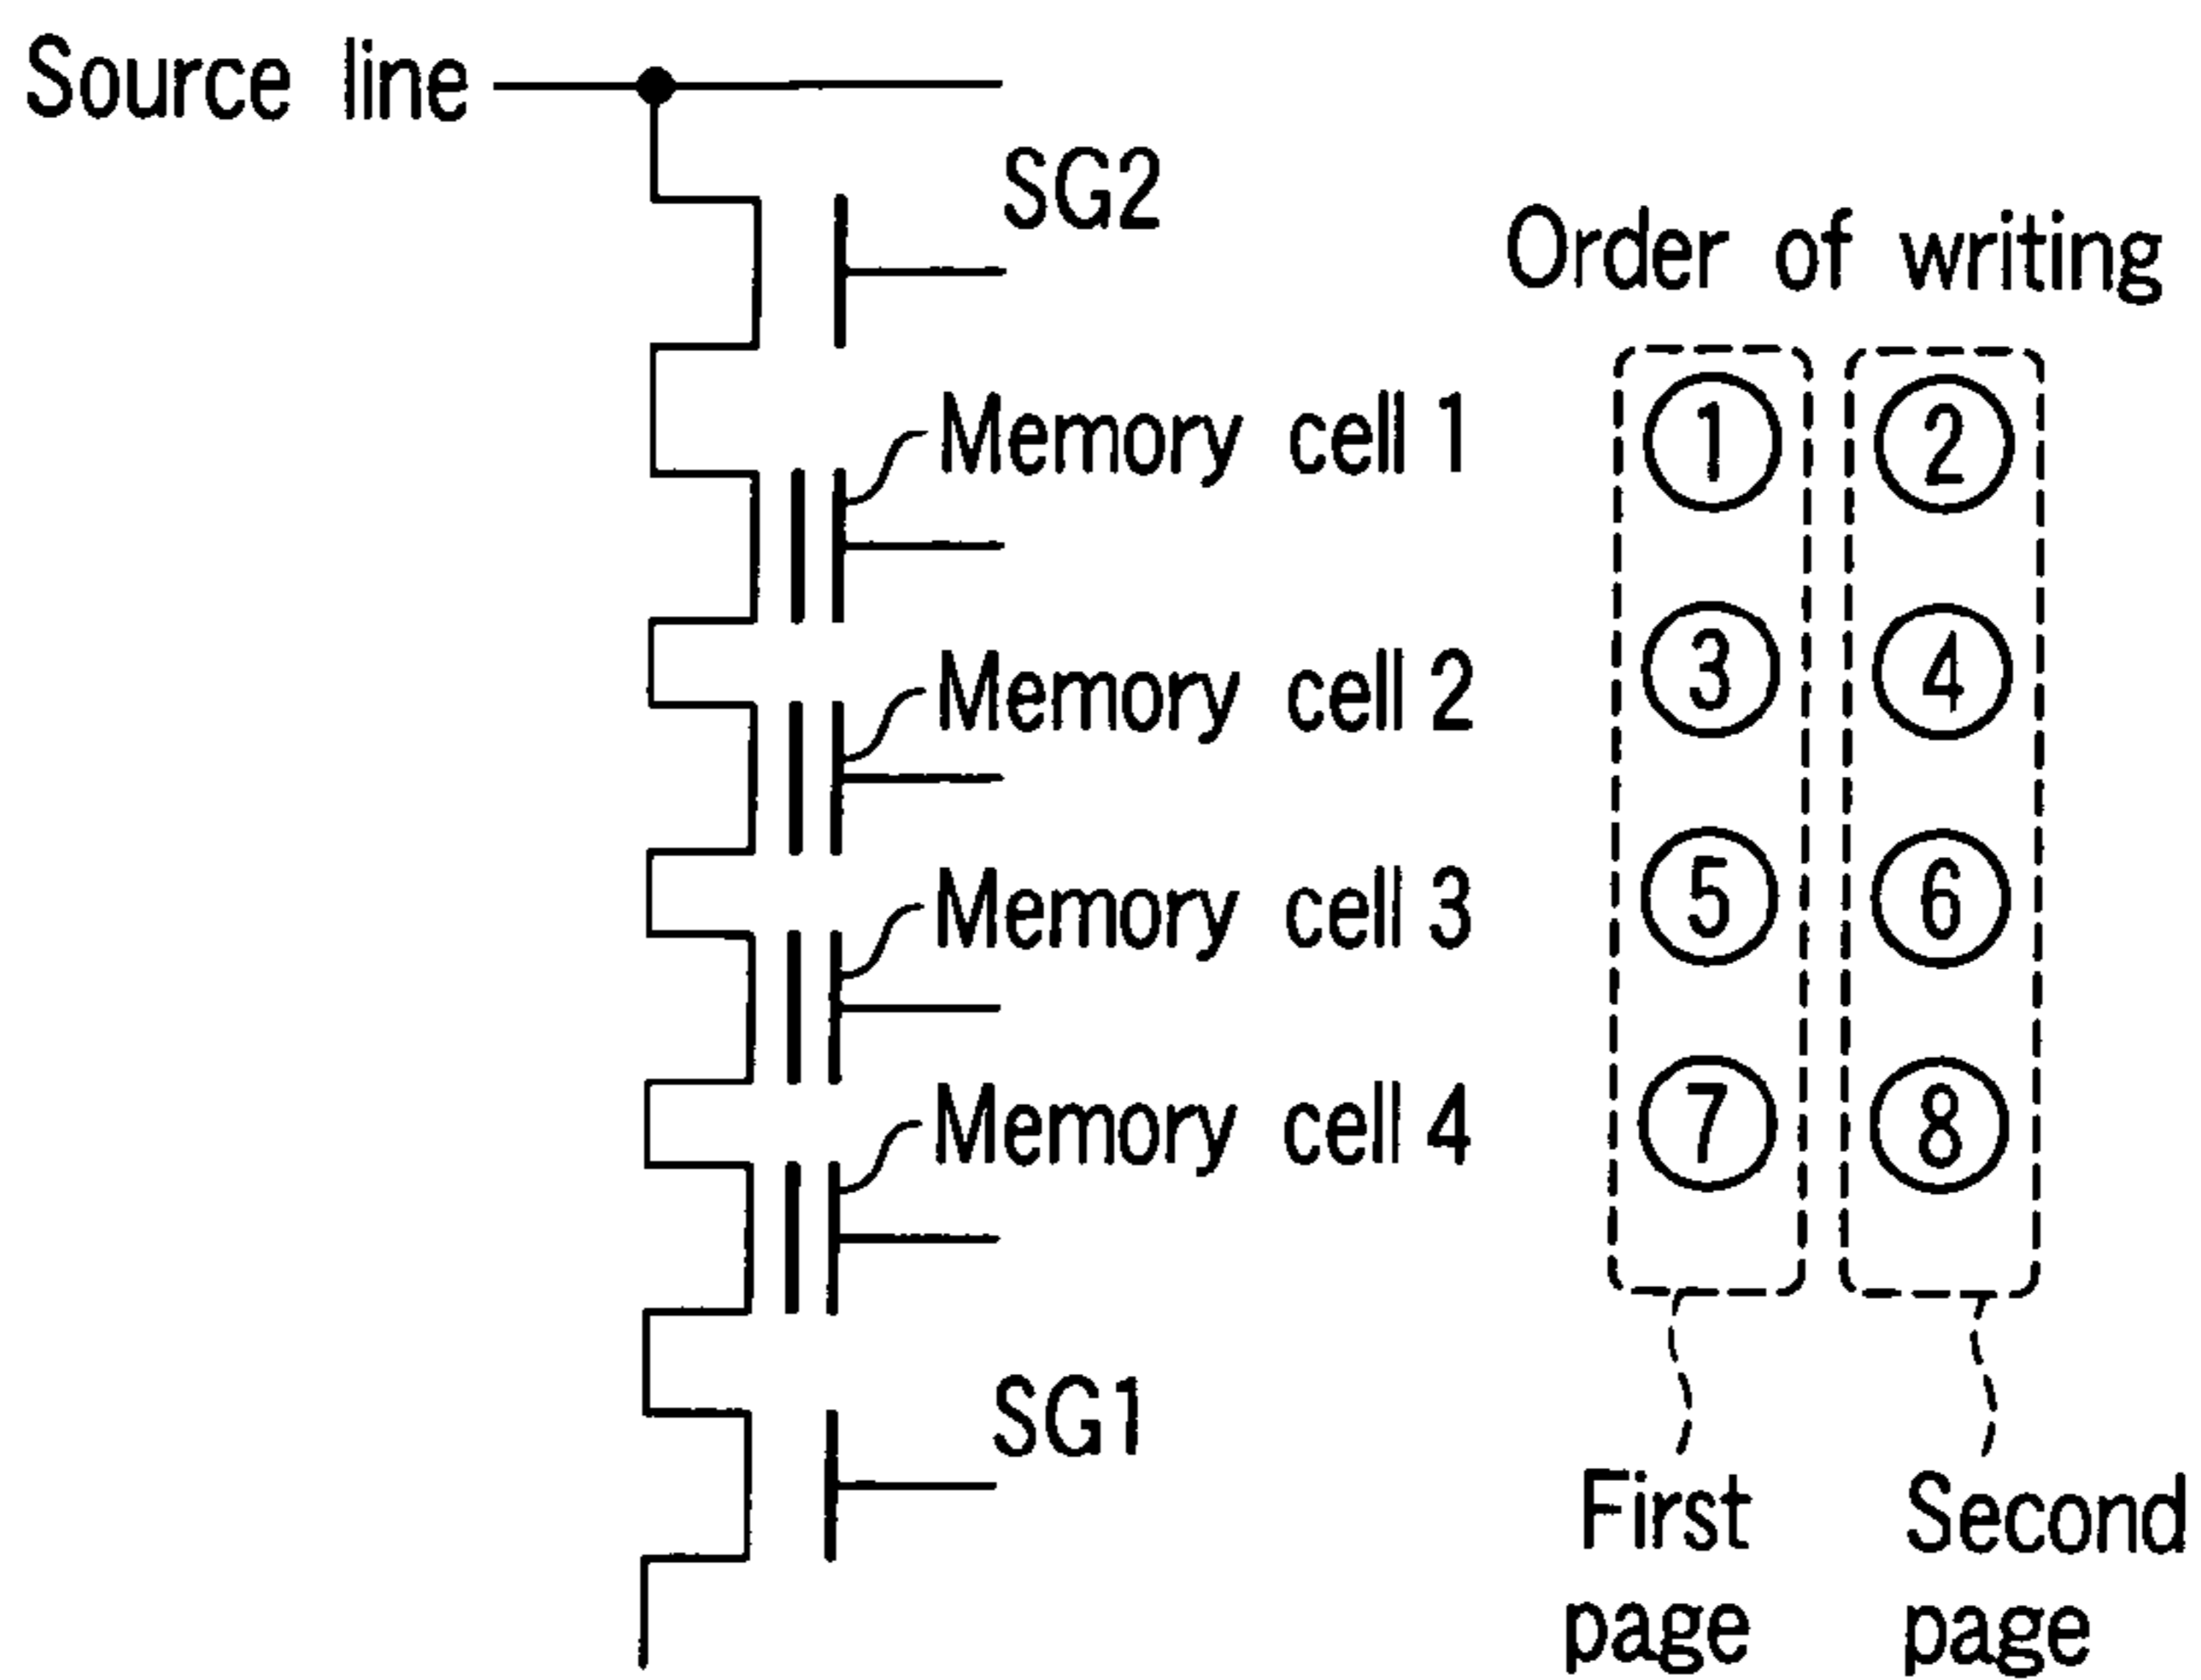 Source line
SG2
Order of writing
Memory cell 1
① ②
Memory cell 2
③ ④
Memory cell 3
⑤ ⑥
Memory cell 4
⑦ ⑧
SG1
First
page
Second
page